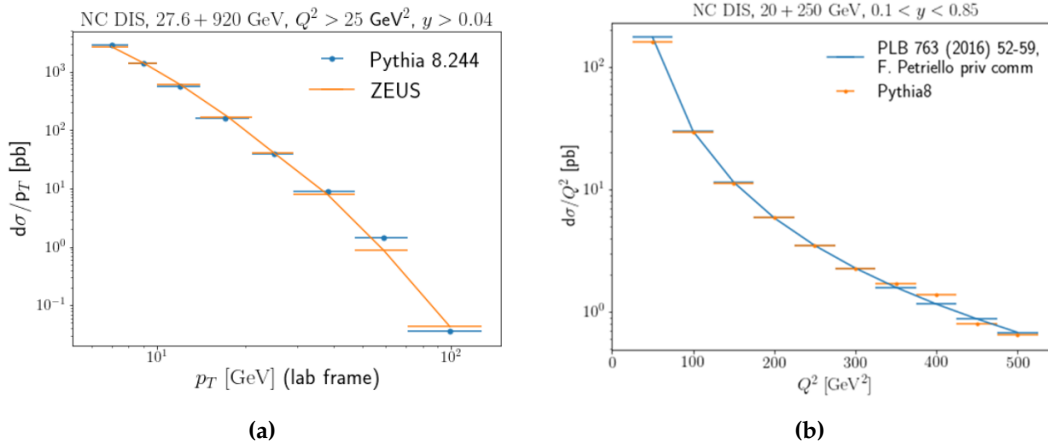 NC DIS, 27.6 + 920 GeV, Q² > 25 GeV², y > 0.04
10³
10²
10¹
10⁰
10⁻¹
dσ/p_T [pb]
Pythia 8.244
ZEUS
10¹
10²
p_T [GeV] (lab frame)
(a)
NC DIS, 20 + 250 GeV, 0.1 < y < 0.85
10²
10¹
10⁰
dσ/Q² [pb]
PLB 763 (2016) 52-59,
F. Petriello priv comm
Pythia8
0 100 200 300 400 500
Q² [GeV²]
(b)